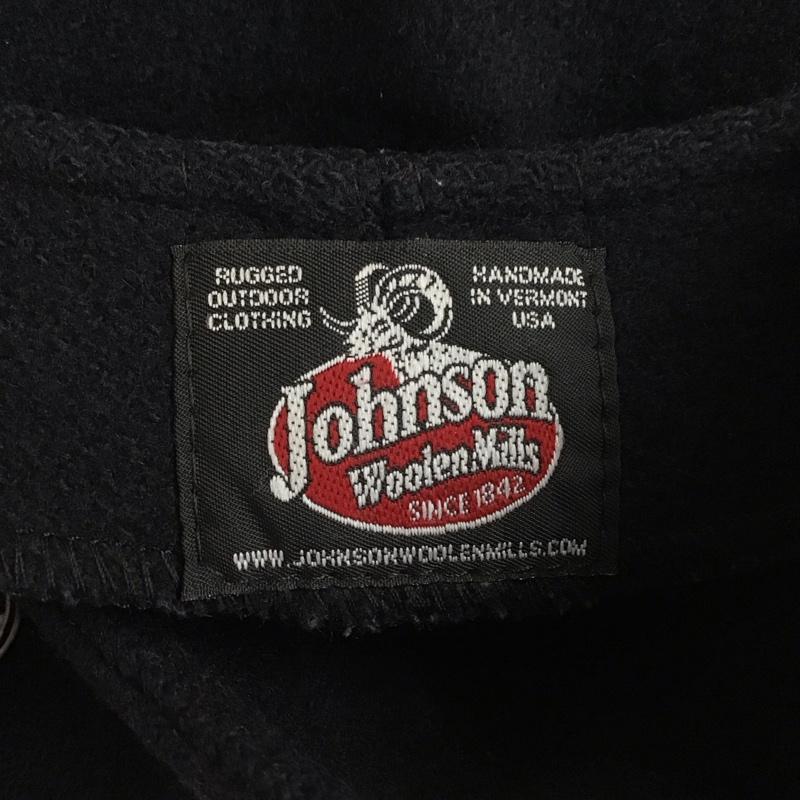 RUGGED
OUTDOOR
CLOTHING
HANDMADE
IN VERMONT
USA
Johnson
Woolen Mills
SINCE 1842
WWW.JOHNSONWOOLENMILLS.COM